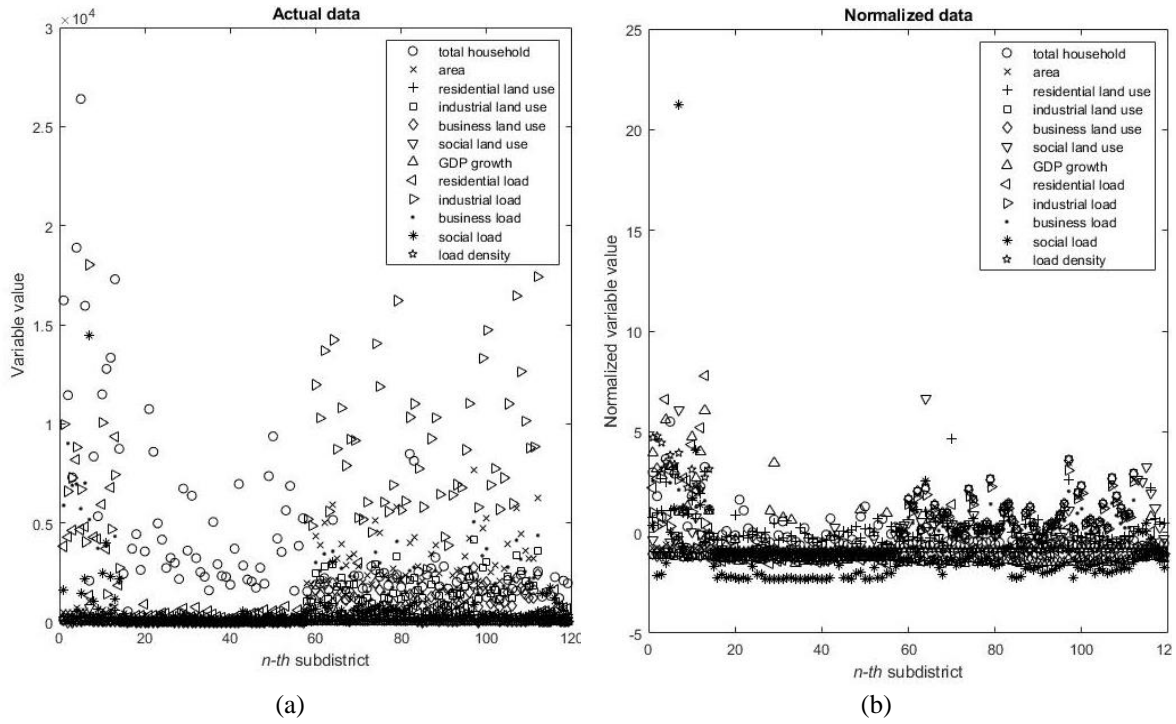 Actual data
×10⁴
3
2.5
2
1.5
1
0.5
0
Variable value
0 20 40 60 80 100 120
n-th subdistrict
total household
area
residential land use
industrial land use
business land use
social land use
GDP growth
residential load
industrial load
business load
social load
load density
(a)
Normalized data
25
20
15
10
5
0
-5
Normalized variable value
0 20 40 60 80 100 120
n-th subdistrict
total household
area
residential land use
industrial land use
business land use
social land use
GDP growth
residential load
industrial load
business load
social load
load density
(b)